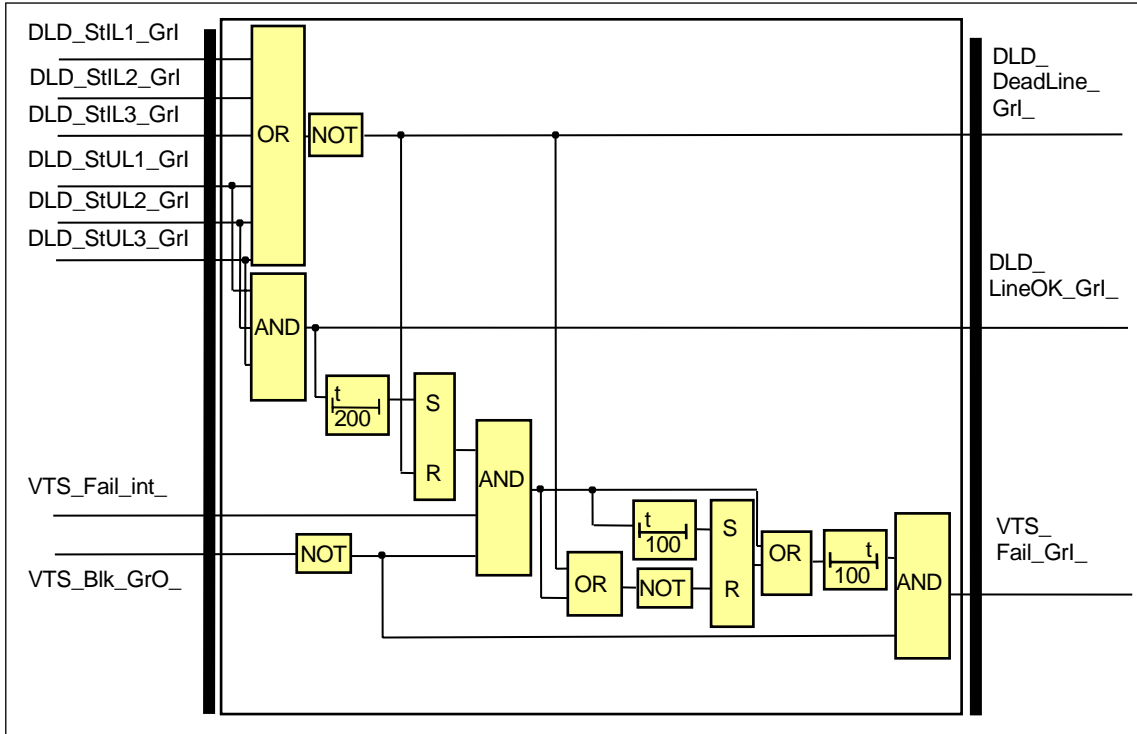 DLD_StIL1_GrI
DLD_StIL2_GrI
DLD_StIL3_GrI
DLD_StUL1_GrI
DLD_StUL2_GrI
DLD_StUL3_GrI
OR
NOT
DLD_
DeadLine_
GrI_
AND
DLD_
LineOK_GrI_
t
200
S
R
AND
VTS_Fail_int_
VTS_Blk_GrO_
NOT
t
100
S
R
OR
NOT
OR
t
100
AND
VTS_
Fail_GrI_